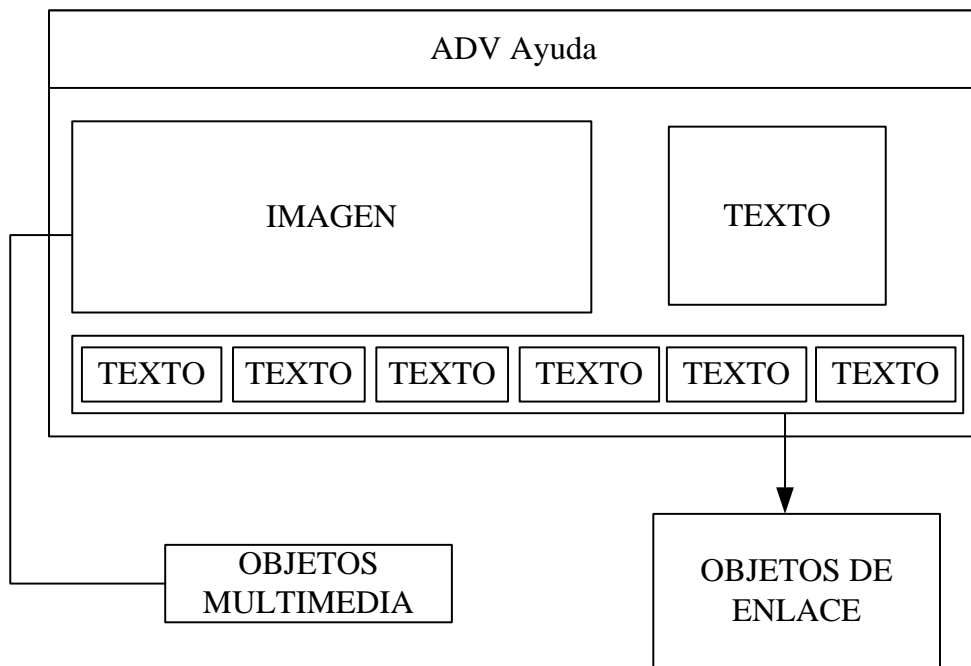 ADV Ayuda
IMAGEN
TEXTO
TEXTO TEXTO TEXTO TEXTO TEXTO TEXTO
OBJETOS
MULTIMEDIA
OBJETOS DE
ENLACE